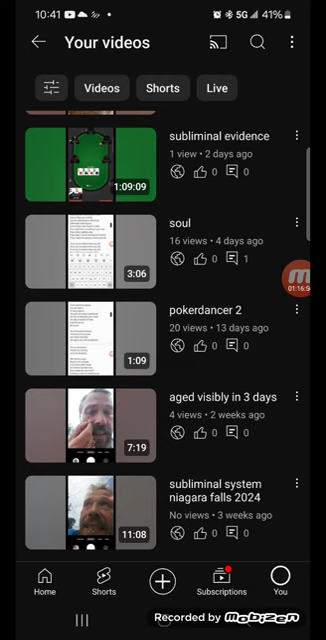 10:41
5G 41%
Your videos
Videos
Shorts
Live
subliminal evidence
1 view • 2 days ago
0
0
1:09:09
soul
16 views • 4 days ago
0
1
3:06
pokerdancer 2
20 views • 13 days ago
0
0
1:09
01:16:5
aged visibly in 3 days
4 views • 2 weeks ago
0
0
7:19
subliminal system
niagara falls 2024
No views • 3 weeks ago
0
0
11:08
Home
Shorts
Subscriptions
You
Recorded by mobizen